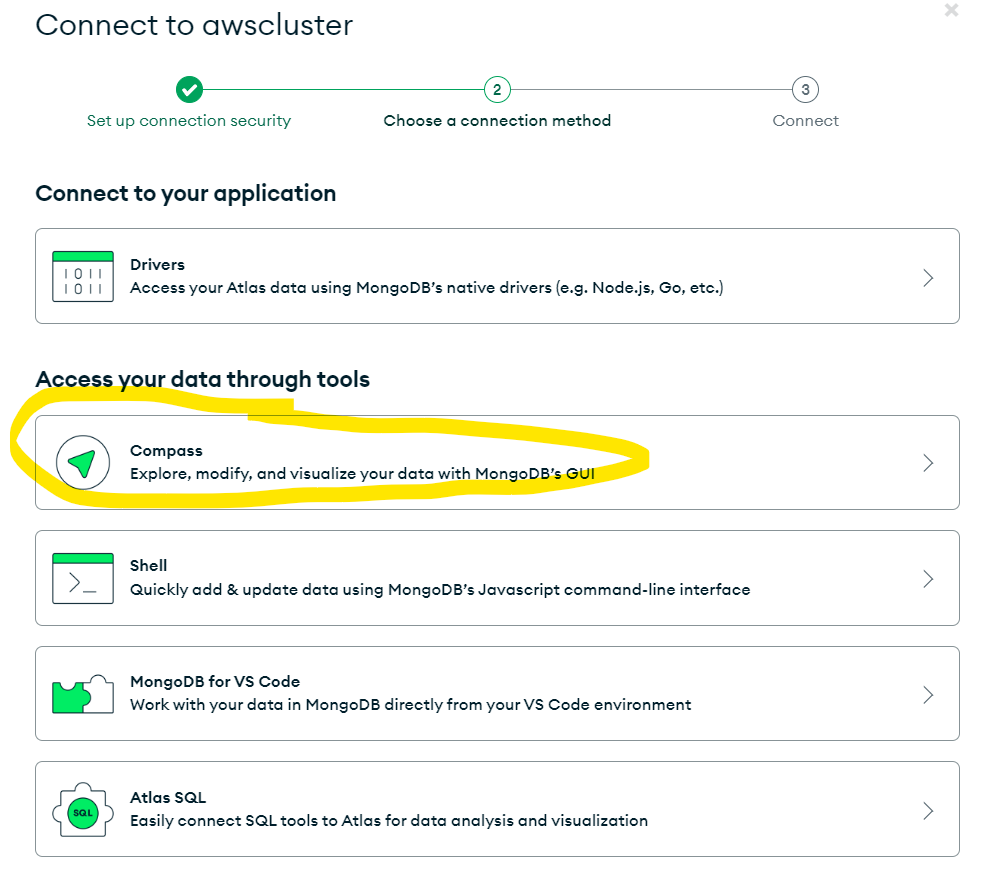 Connect to awscluster
2
3
Set up connection security
Choose a connection method
Connect
Connect to your application
1011
1011
Drivers
Access your Atlas data using MongoDB's native drivers (e.g. Node.js, Go, etc.)
Access your data through tools
Compass
Explore, modify, and visualize your data with MongoDB's GUI
Shell
Quickly add & update data using MongoDB's Javascript command-line interface
MongoDB for VS Code
Work with your data in MongoDB directly from your VS Code environment
SQL
Atlas SQL
Easily connect SQL tools to Atlas for data analysis and visualization